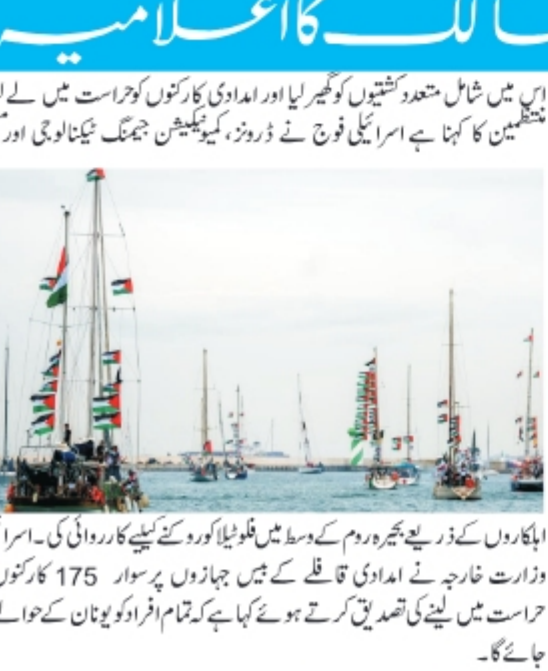 کا اعلامیہ
اس میں شامل متعدد کشتیوں کو گھیر لیا اور امدادی کارکنوں کو حراست میں لے
منتظمین کا کہنا ہے اسرائیلی فوج نے ڈرونز، کمیونیکیشن جیمنگ ٹیکنالوجی اور
اہلکاروں کے ذریعے بحیرہ روم کے وسط میں فلوٹیلا کو روکنے کیلئے کارروائی کی۔ اسرا
وزارت خارجہ نے امدادی قافلے کے بیس جہازوں پر سوار 175 کارکنوں
حراست میں لینے کی تصدیق کرتے ہوئے کہا ہے کہ تمام افراد کو یونان کے حوالے
جائے گا۔